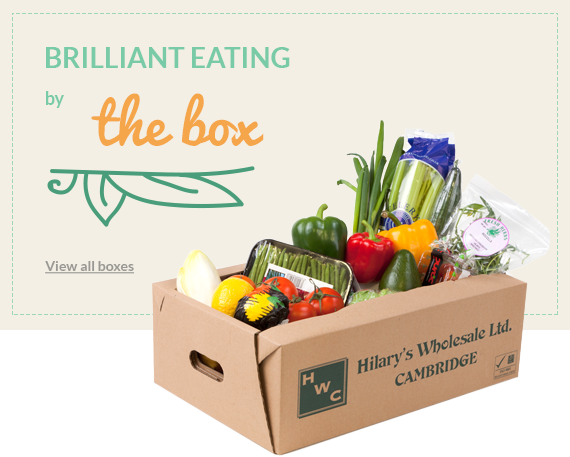 BRILLIANT EATING
by
the box
View all boxes
Hilary's Wholesale Ltd.
CAMBRIDGE
HWC